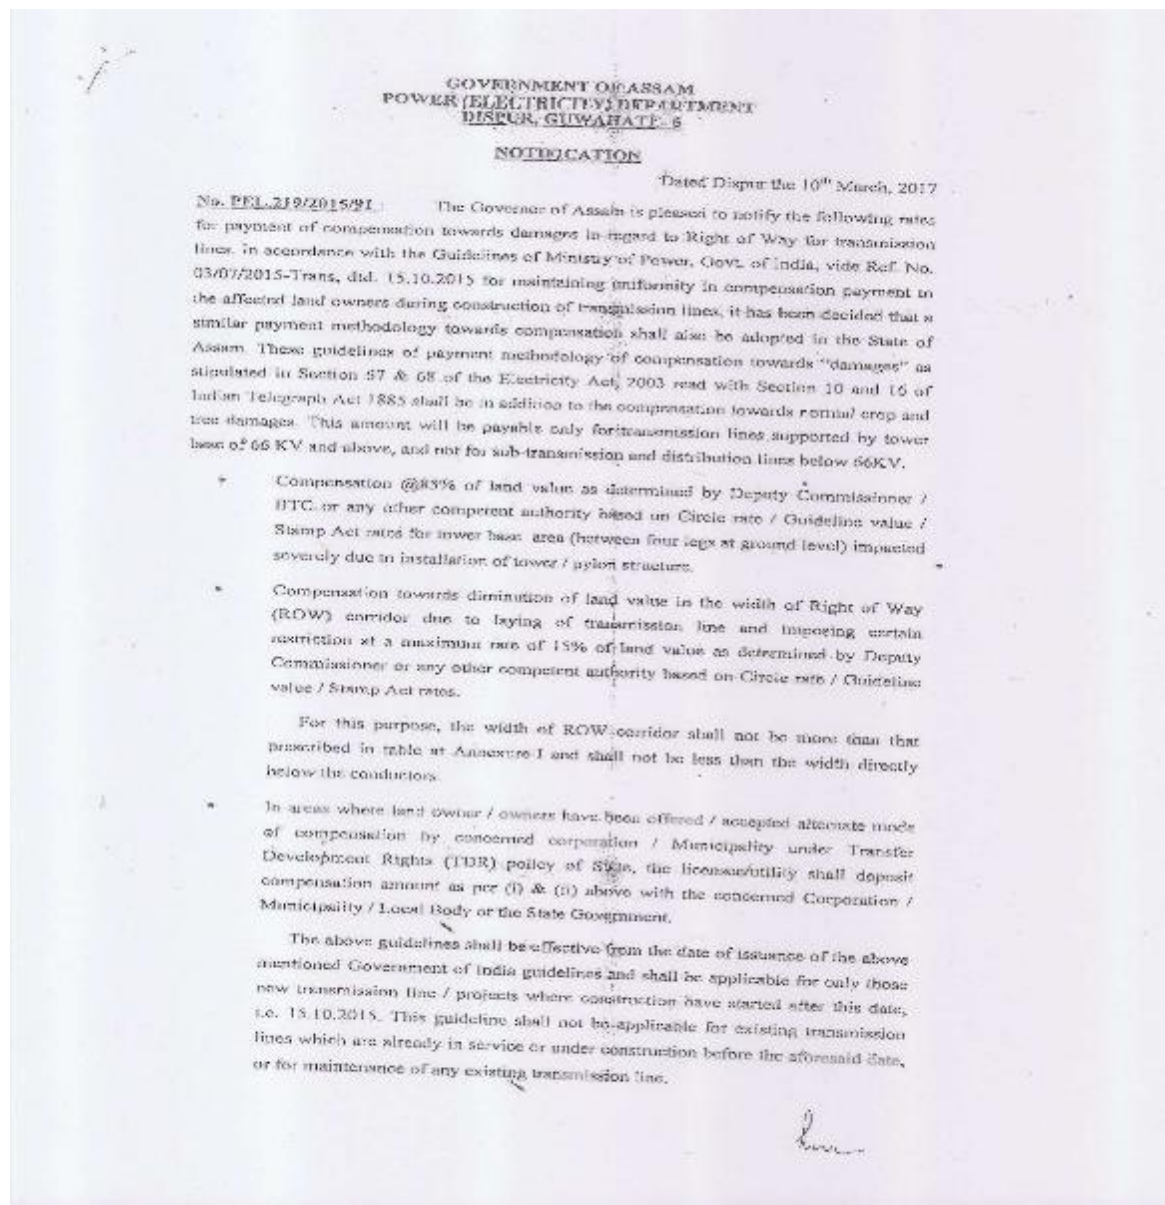 GOVERNMENT OF ASSAM
POWER (ELECTRICITY) DEPARTMENT
DISPUR, GUWAHATI- 6
NOTIFICATION
Dated Dispur the 10th March, 2017
No. PEL.219/2015/91 : The Governor of Assam is pleased to notify the following rates
for payment of compensation towards damages in regard to Right of Way for transmission
lines. In accordance with the Guidelines of Ministry of Power, Govt. of India, vide Ref. No.
03/07/2015-Trans, dtd. 15.10.2015 for maintaining uniformity in compensation payment to
the affected land owners during construction of transmission lines, it has been decided that a
similar payment methodology towards compensation shall also be adopted in the State of
Assam. These guidelines of payment methodology of compensation towards "damages" as
stipulated in Section 67 & 68 of the Electricity Act, 2003 read with Section 10 and 16 of
Indian Telegraph Act 1885 shall be in addition to the compensation towards normal crop and
tree damages. This amount will be payable only for transmission lines supported by tower
base of 66 KV and above, and not for sub-transmission and distribution lines below 66KV.
Compensation @85% of land value as determined by Deputy Commissioner /
BTC or any other competent authority based on Circle rate / Guideline value /
Stamp Act rates for tower base area (between four legs at ground level) impacted
severely due to installation of tower / pylon structure.
Compensation towards diminution of land value in the width of Right of Way
(ROW) corridor due to laying of transmission line and imposing certain
restriction at a maximum rate of 15% of land value as determined by Deputy
Commissioner or any other competent authority based on Circle rate / Guideline
value / Stamp Act rates.
For this purpose, the width of ROW corridor shall not be more than that
prescribed in table at Annexure-I and shall not be less than the width directly
below the conductors.
In areas where land owner / owners have been offered / accepted alternate mode
of compensation by concerned corporation / Municipality under Transfer
Development Rights (TDR) policy of State, the licensee/utility shall deposit
compensation amount as per (i) & (ii) above with the concerned Corporation /
Municipality / Local Body or the State Government.
The above guidelines shall be effective from the date of issuance of the above
mentioned Government of India guidelines and shall be applicable for only those
new transmission line / projects where construction have started after this date,
i.e. 15.10.2015. This guideline shall not be applicable for existing transmission
lines which are already in service or under construction before the aforesaid date,
or for maintenance of any existing transmission line.